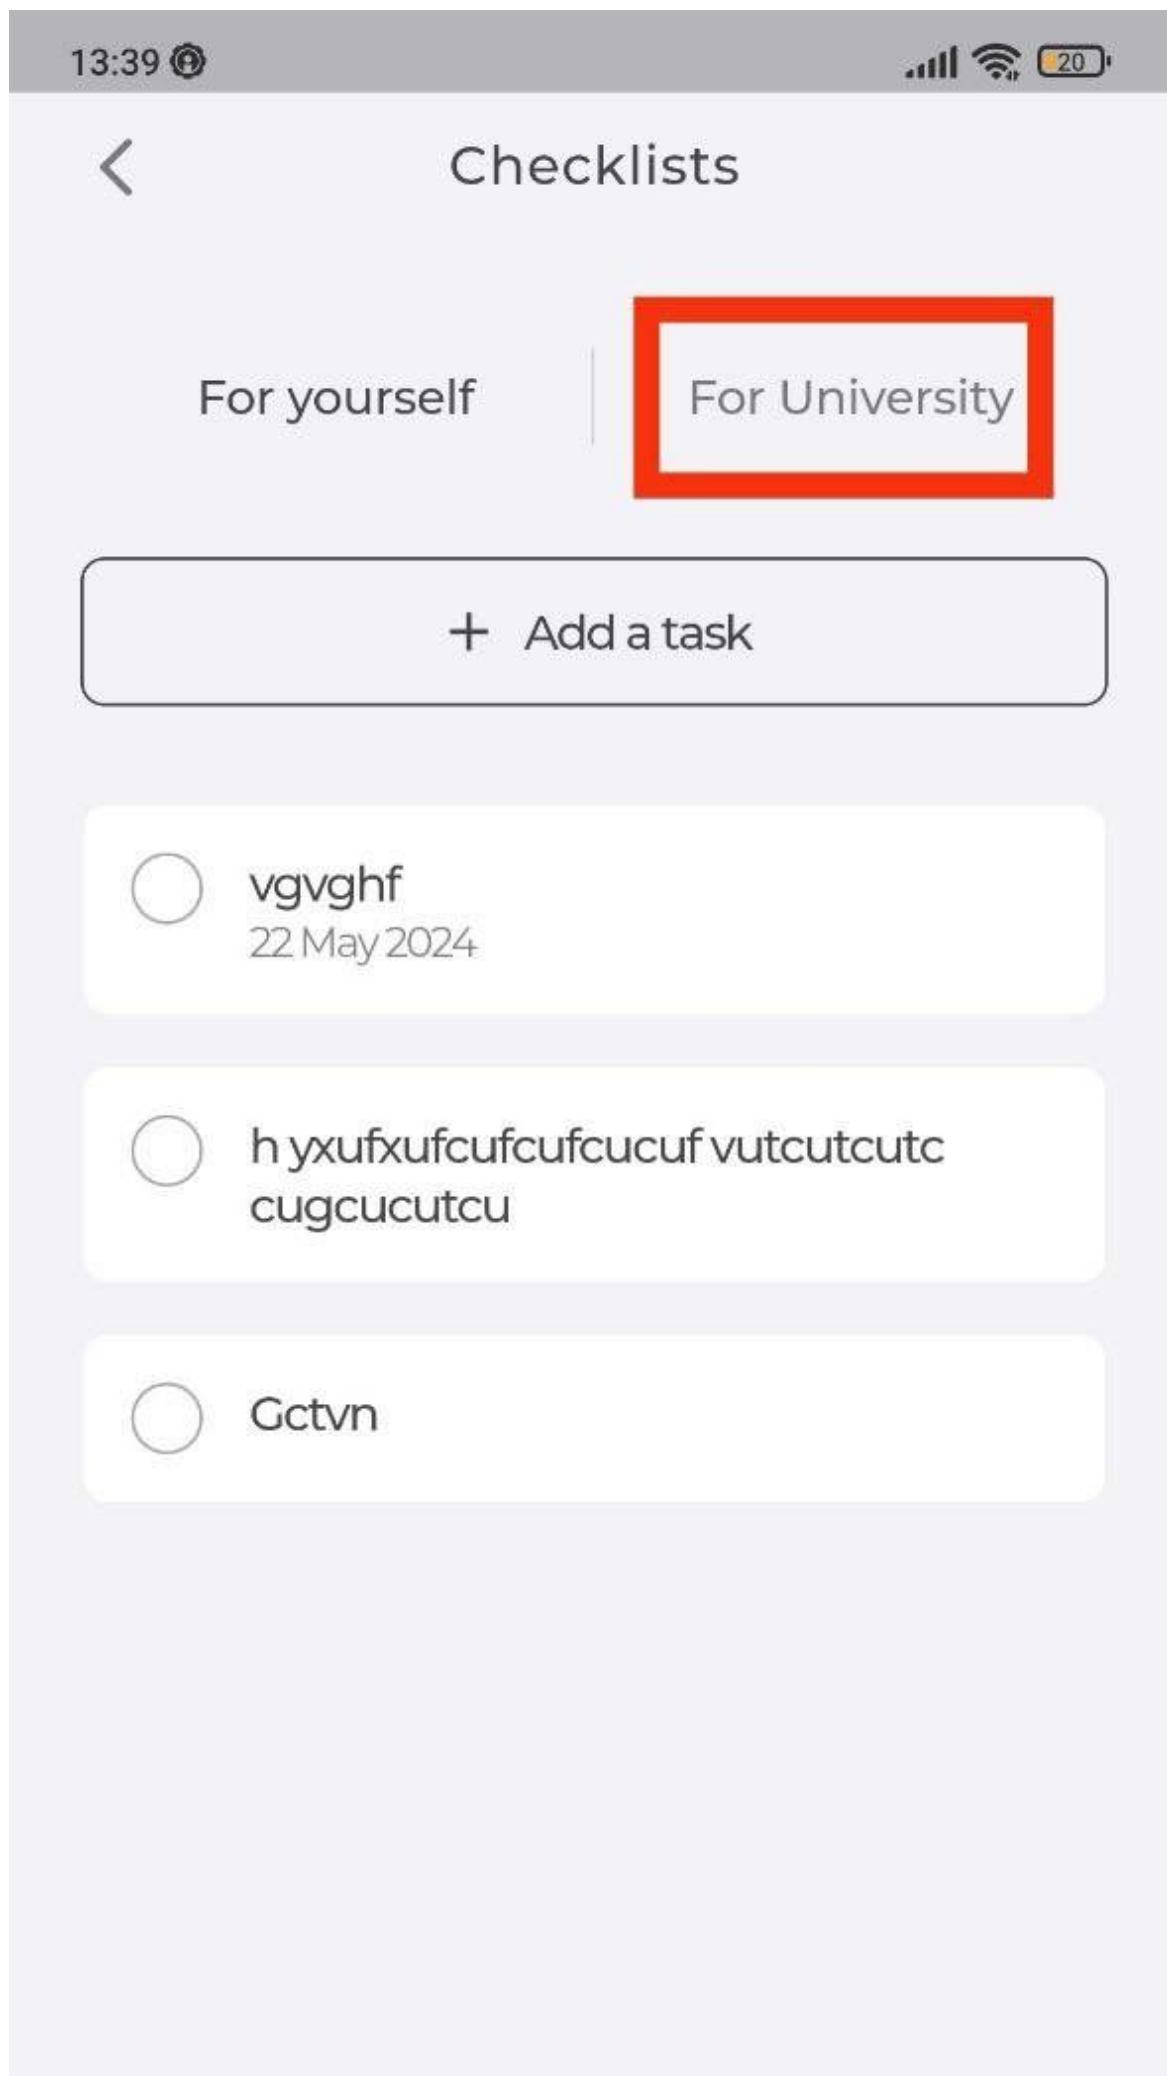 13:39
20
Checklists
For yourself
For University
+ Add a task
vgvghf
22 May 2024
h yxufxufcufcufcucuf vutcutcutc
cugcucutcu
Gctvn